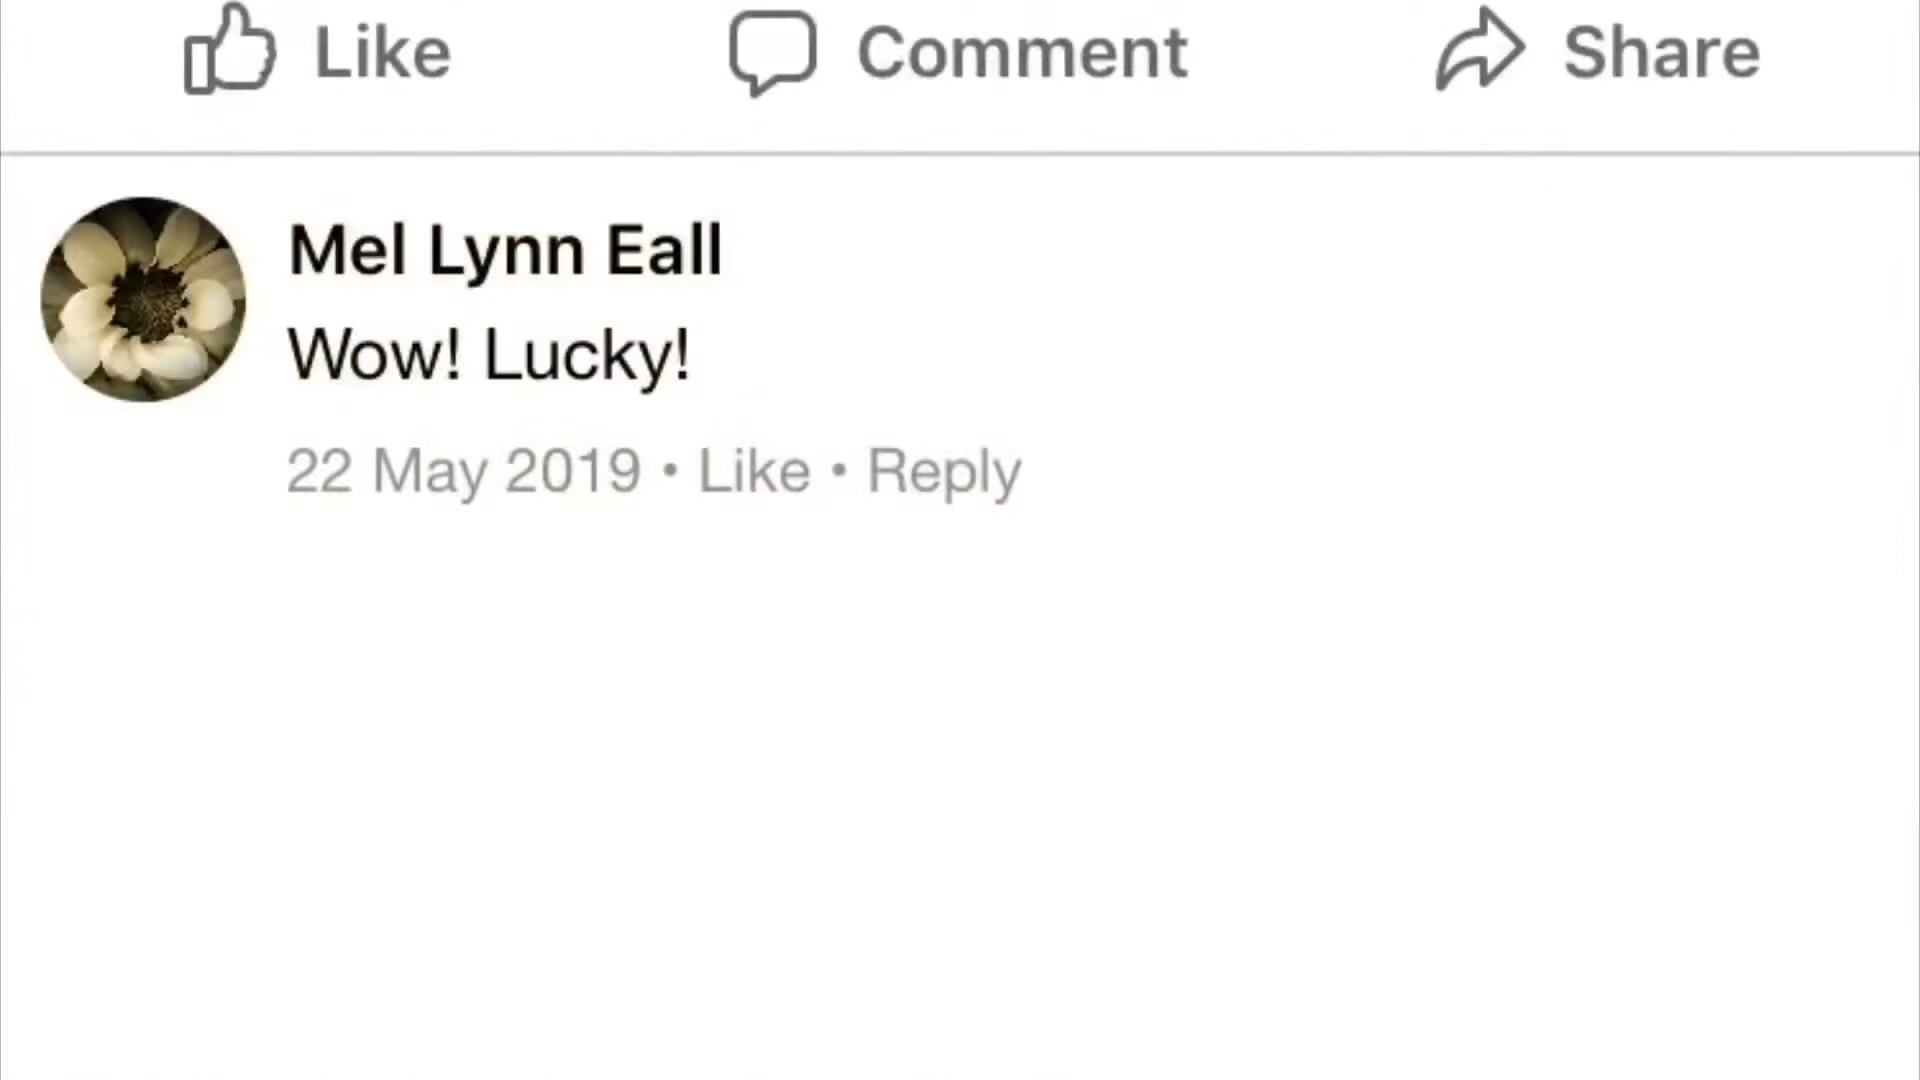 Like Comment Share
Mel Lynn Eall
Wow! Lucky!
22 May 2019 • Like • Reply